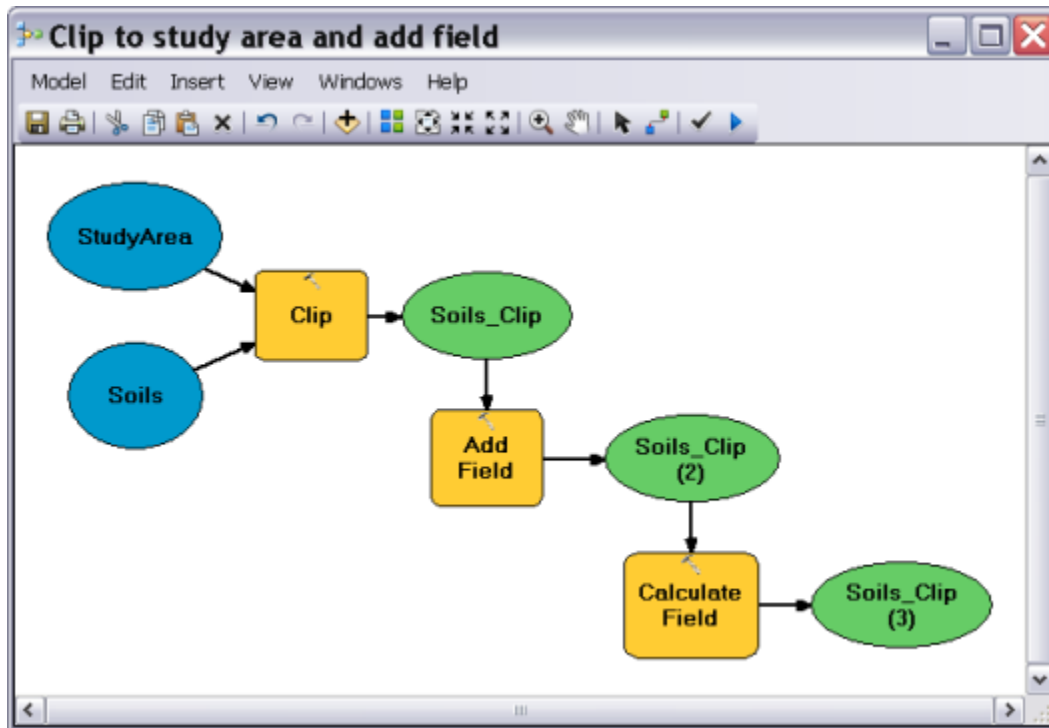 Clip to study area and add field
Model Edit Insert View Windows Help
StudyArea
Clip
Soils_Clip
Soils
Add
Field
Soils_Clip
(2)
Calculate
Field
Soils_Clip
(3)